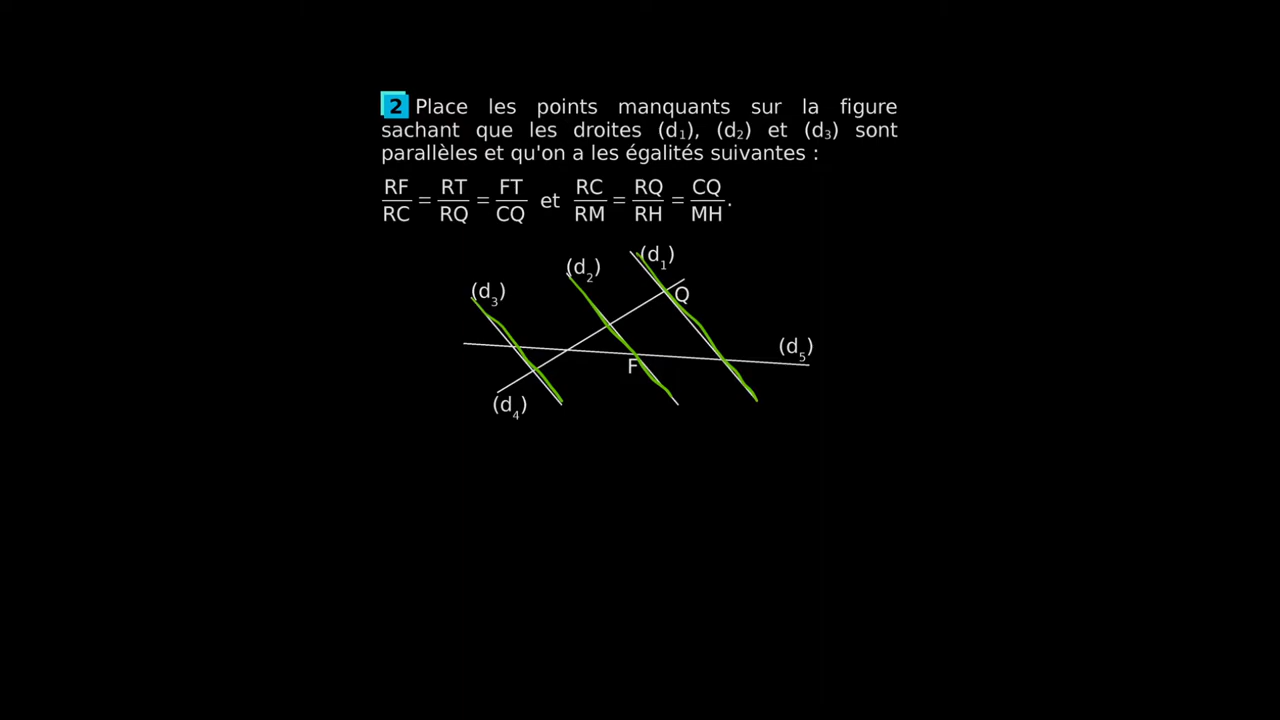 2 Place les points manquants sur la figure
sachant que les droites (d₁), (d₂) et (d₃) sont
parallèles et qu'on a les égalités suivantes :
RF/RC = RT/RQ = FT/CQ et RC/RM = RQ/RH = CQ/MH.
(d₁)
(d₂)
(d₃)
Q
(d₅)
F
(d₄)